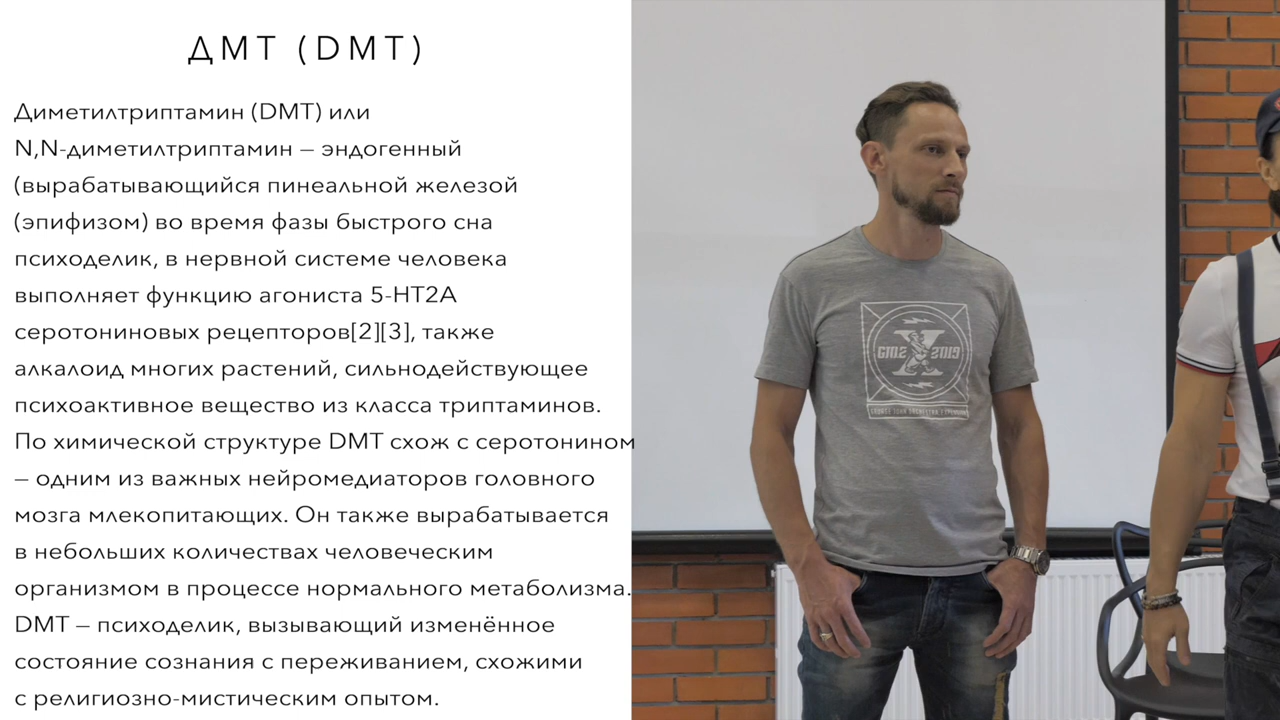 ДМТ (DMT)
Диметилтриптамин (DMT) или
N,N-диметилтриптамин – эндогенный
(вырабатывающийся пинеальной железой
(эпифизом) во время фазы быстрого сна
психоделик, в нервной системе человека
выполняет функцию агониста 5-HT2A
серотониновых рецепторов[2][3], также
алкалоид многих растений, сильнодействующее
психоактивное вещество из класса триптаминов.
По химической структуре DMT схож с серотонином
– одним из важных нейромедиаторов головного
мозга млекопитающих. Он также вырабатывается
в небольших количествах человеческим
организмом в процессе нормального метаболизма.
DMT – психоделик, вызывающий изменённое
состояние сознания с переживанием, схожими
с религиозно-мистическим опытом.
X
2019